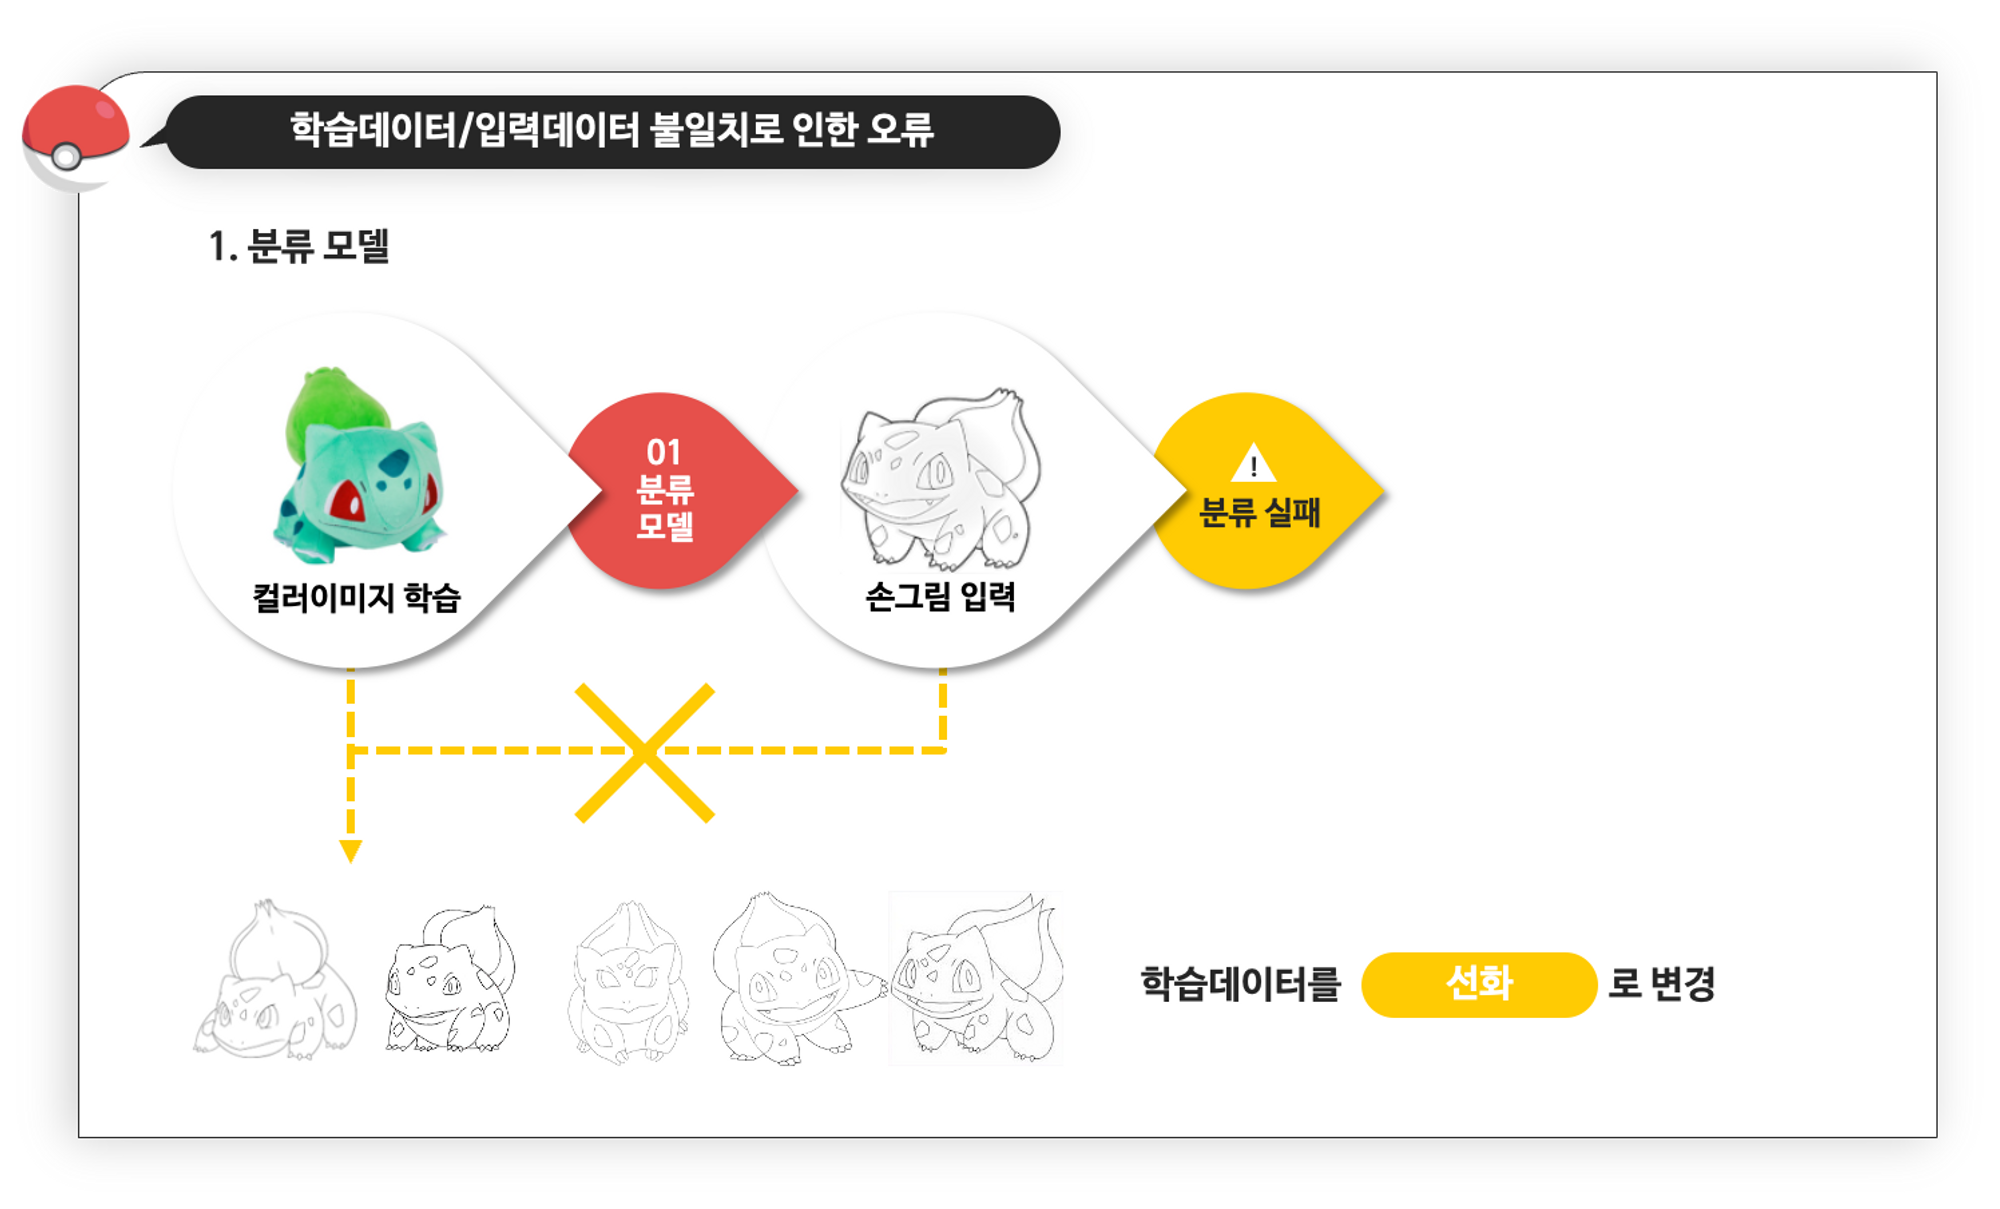 학습데이터/입력데이터 불일치로 인한 오류
1. 분류 모델
컬러이미지 학습
01
분류
모델
손그림 입력
!
분류 실패
학습데이터를 선화 로 변경